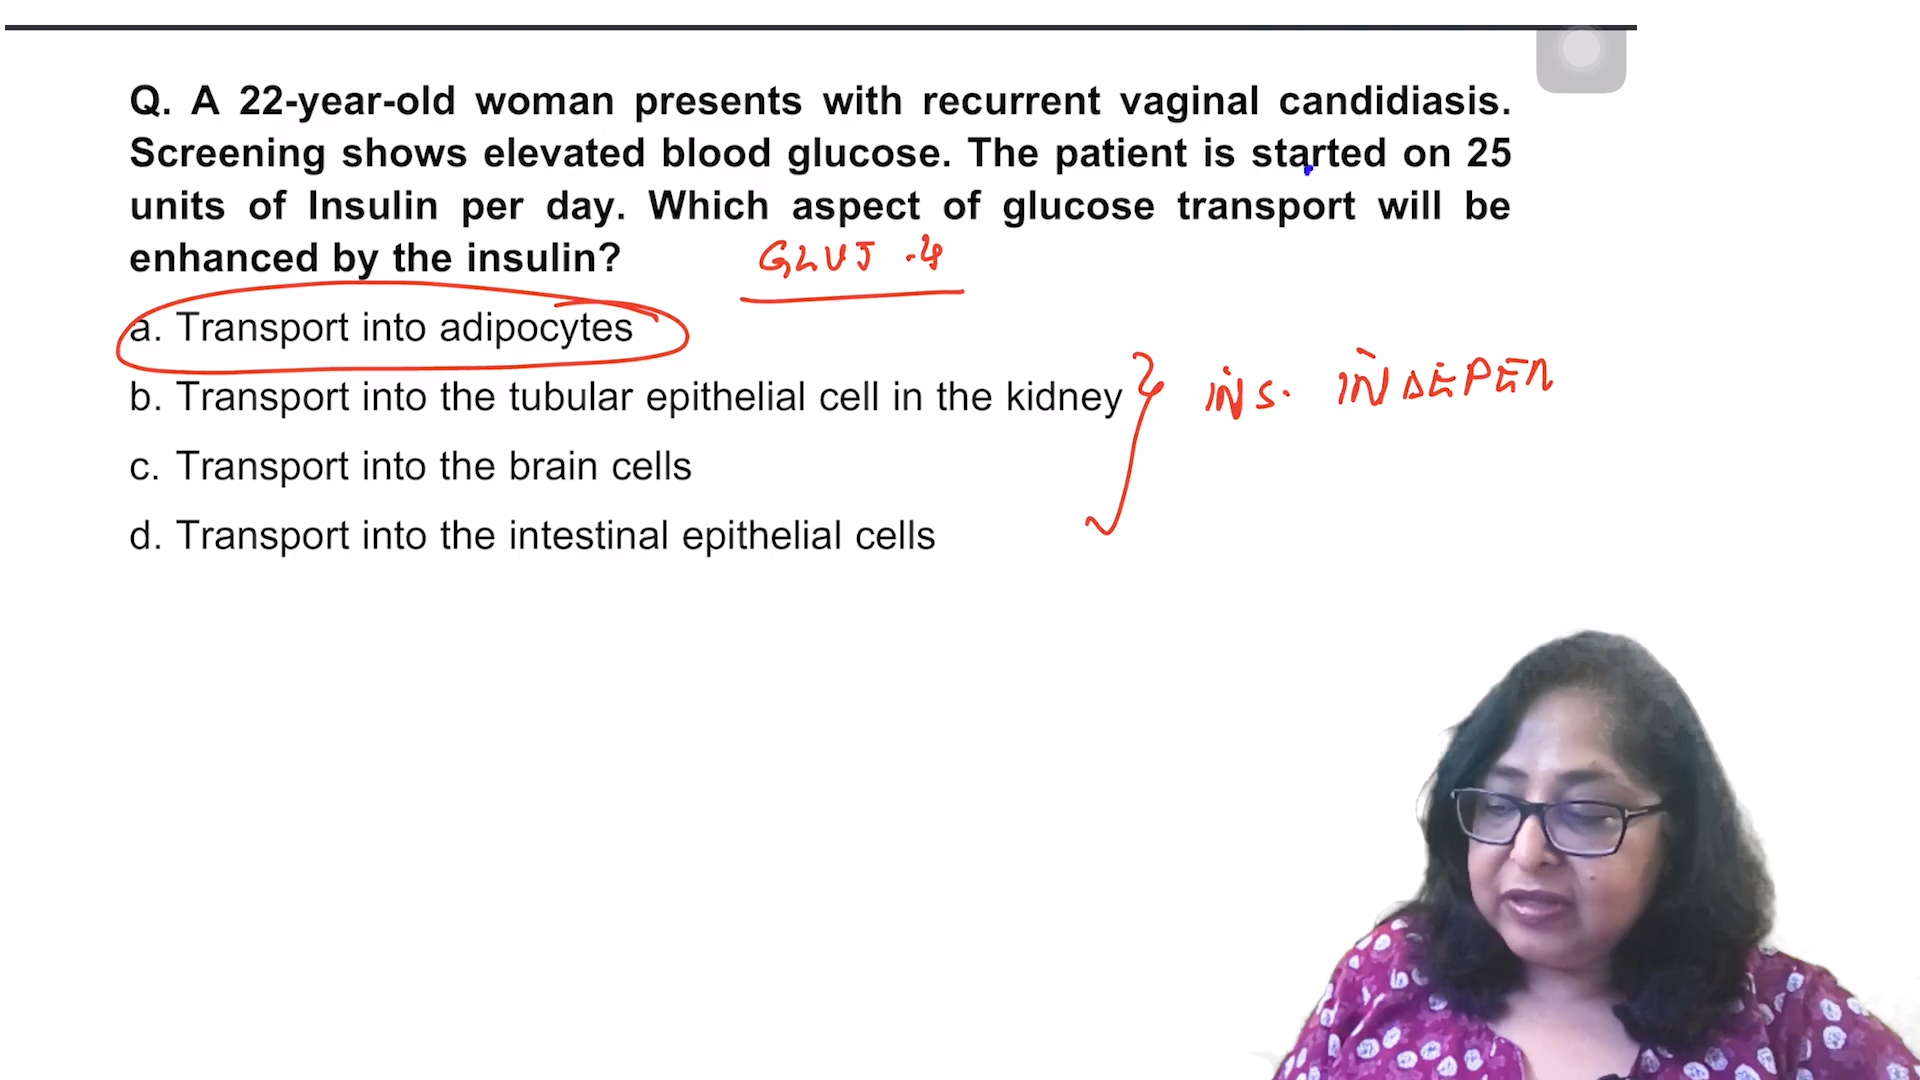 Q. A 22-year-old woman presents with recurrent vaginal candidiasis.
Screening shows elevated blood glucose. The patient is started on 25
units of Insulin per day. Which aspect of glucose transport will be
enhanced by the insulin?
GLUT -4
a. Transport into adipocytes
b. Transport into the tubular epithelial cell in the kidney
INS. INDEPEN
c. Transport into the brain cells
d. Transport into the intestinal epithelial cells